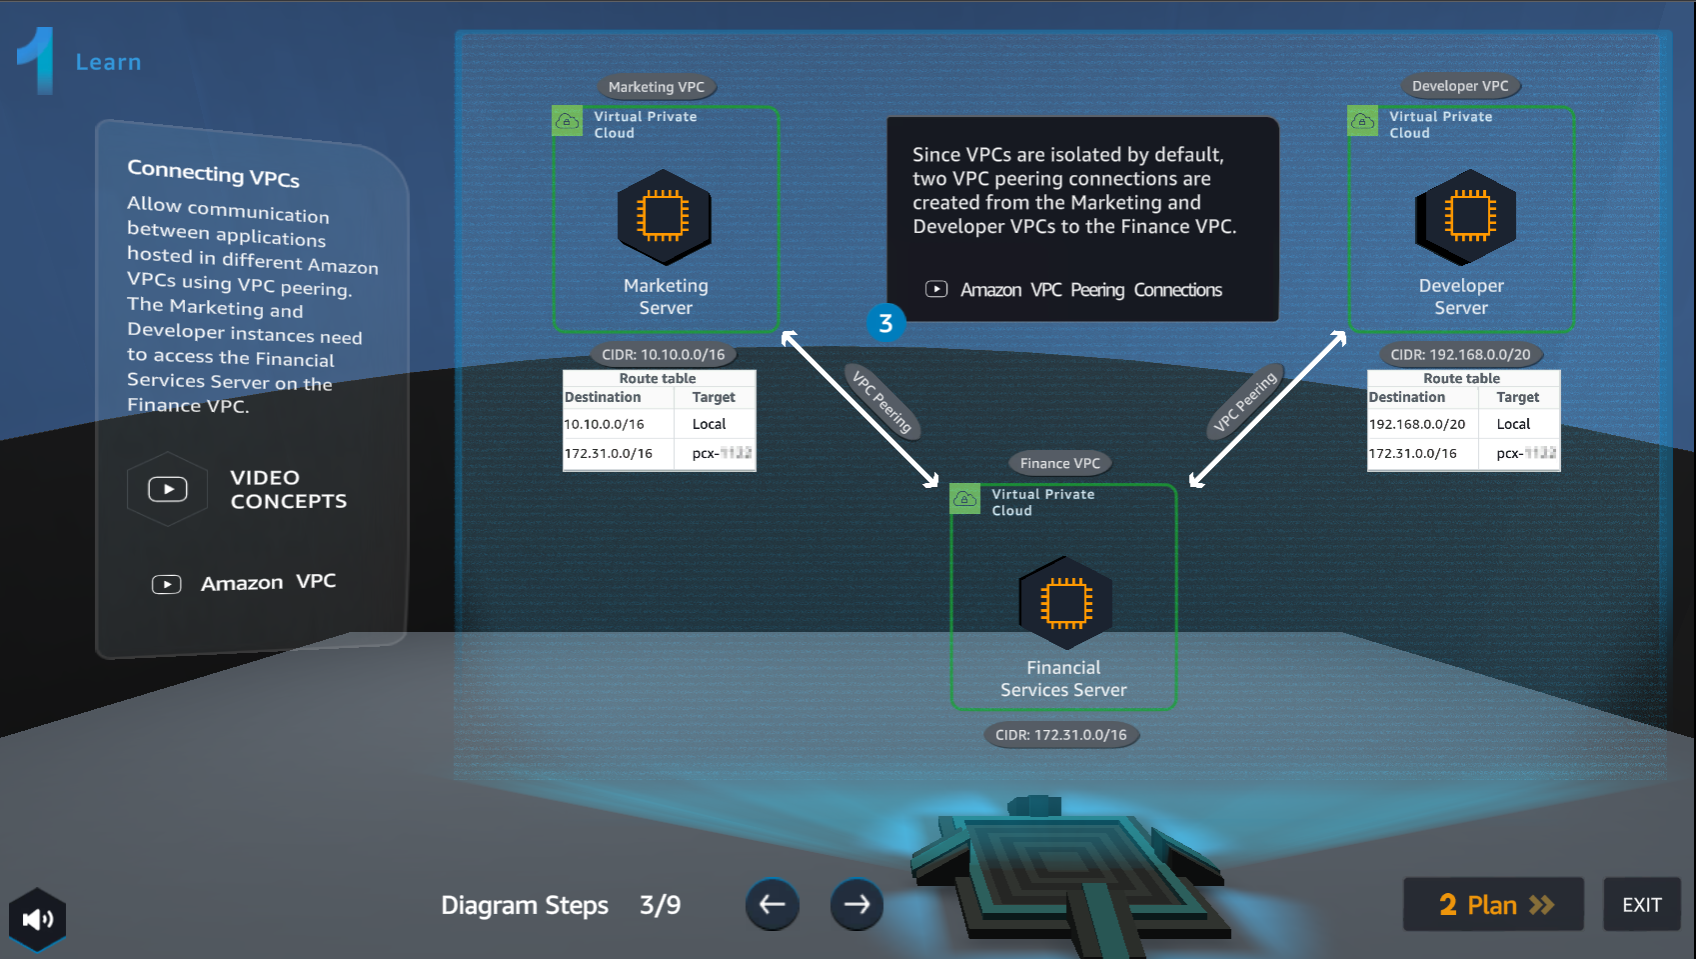 1 Learn
Connecting VPCs
Allow communication
between applications
hosted in different Amazon
VPCs using VPC peering.
The Marketing and
Developer instances need
to access the Financial
Services Server on the
Finance VPC.
VIDEO
CONCEPTS
Amazon VPC
Marketing VPC
Virtual Private
Cloud
Marketing
Server
CIDR: 10.10.0.0/16
Route table
Destination Target
10.10.0.0/16 Local
172.31.0.0/16 pcx-
Since VPCs are isolated by default,
two VPC peering connections are
created from the Marketing and
Developer VPCs to the Finance VPC.
Amazon VPC Peering Connections
3
Developer VPC
Virtual Private
Cloud
Developer
Server
CIDR: 192.168.0.0/20
Route table
Destination Target
192.168.0.0/20 Local
172.31.0.0/16 pcx-
VPC Peering
VPC Peering
Finance VPC
Virtual Private
Cloud
Financial
Services Server
CIDR: 172.31.0.0/16
Diagram Steps 3/9
2 Plan
EXIT